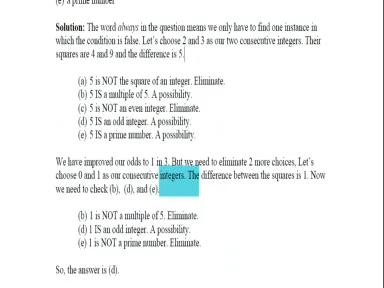 (e) a prime number
Solution: The word always in the question means we only have to find one instance in
which the condition is false. Let's choose 2 and 3 as our two consecutive integers. Their
squares are 4 and 9 and the difference is 5.
(a) 5 is NOT the square of an integer. Eliminate.
(b) 5 IS a multiple of 5. A possibility.
(c) 5 is NOT an even integer. Eliminate.
(d) 5 IS an odd integer. A possibility.
(e) 5 IS a prime number. A possibility.
We have improved our odds to 1 in 3. But we need to eliminate 2 more choices, Let's
choose 0 and 1 as our consecutive integers. The difference between the squares is 1. Now
we need to check (b), (d), and (e).
(b) 1 is NOT a multiple of 5. Eliminate.
(d) 1 IS an odd integer. A possibility.
(e) 1 is NOT a prime number. Eliminate.
So, the answer is (d).